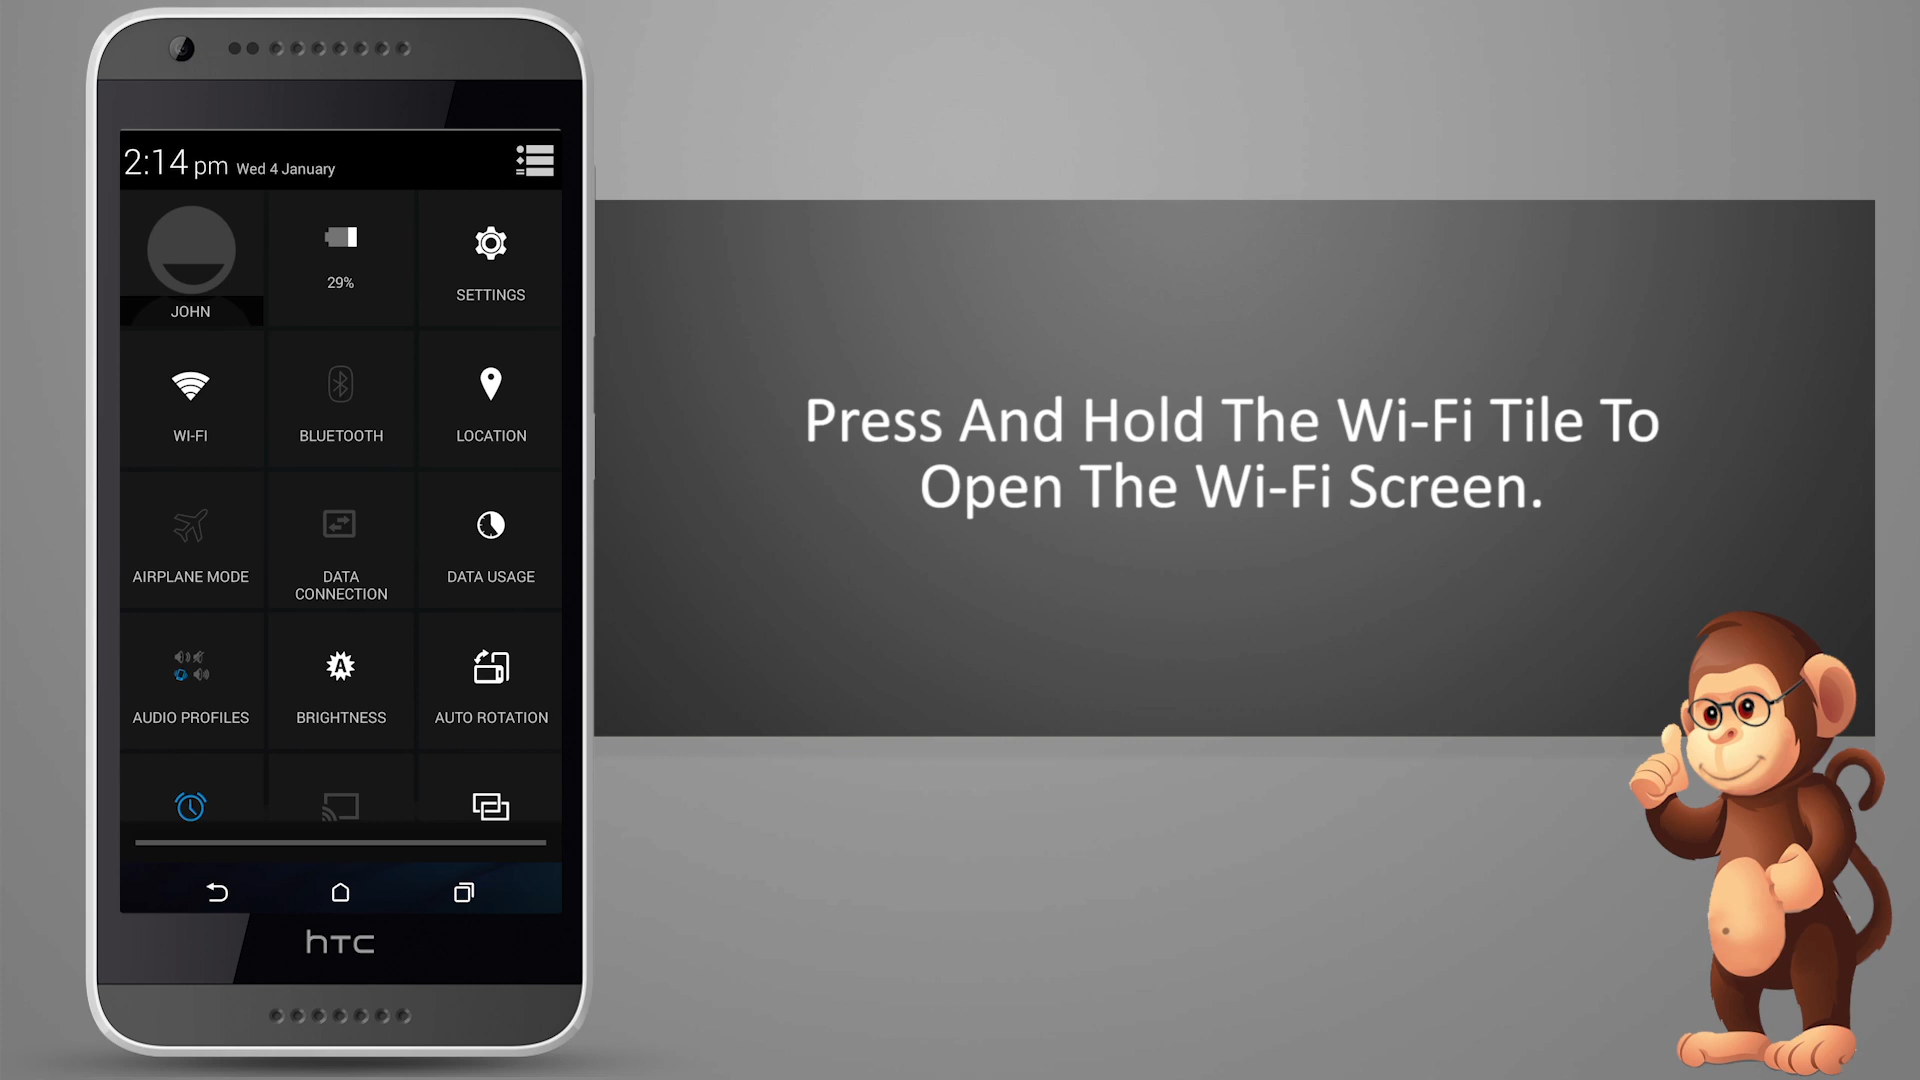 2:14 pm Wed 4 January
JOHN
29%
SETTINGS
WI-FI
BLUETOOTH
LOCATION
AIRPLANE MODE
DATA
CONNECTION
DATA USAGE
AUDIO PROFILES
A
BRIGHTNESS
AUTO ROTATION
hTC
Press And Hold The Wi-Fi Tile To
Open The Wi-Fi Screen.